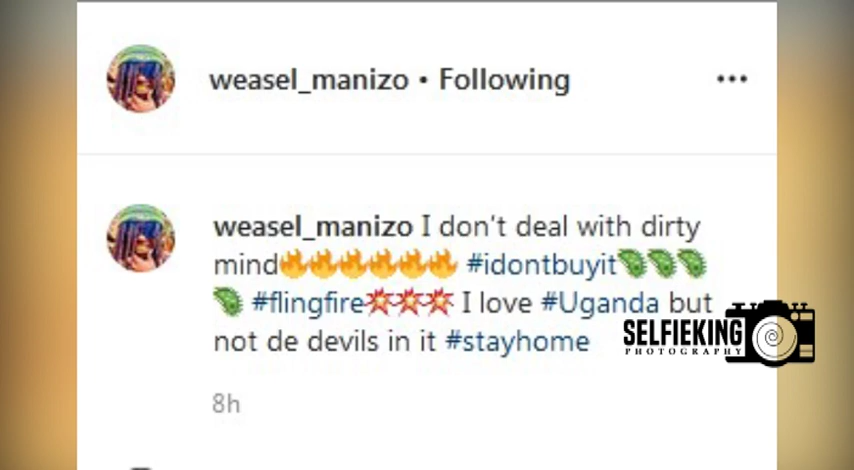 weasel_manizo • Following
weasel_manizo I don't deal with dirty
mind🔥🔥🔥🔥🔥🔥 #idontbuyit🦠🦠🦠
🦠 #flingfire💥💥💥 I love #Uganda but
not de devils in it #stayhome
SELFIEKING
PHOTOGRAPHY
8h